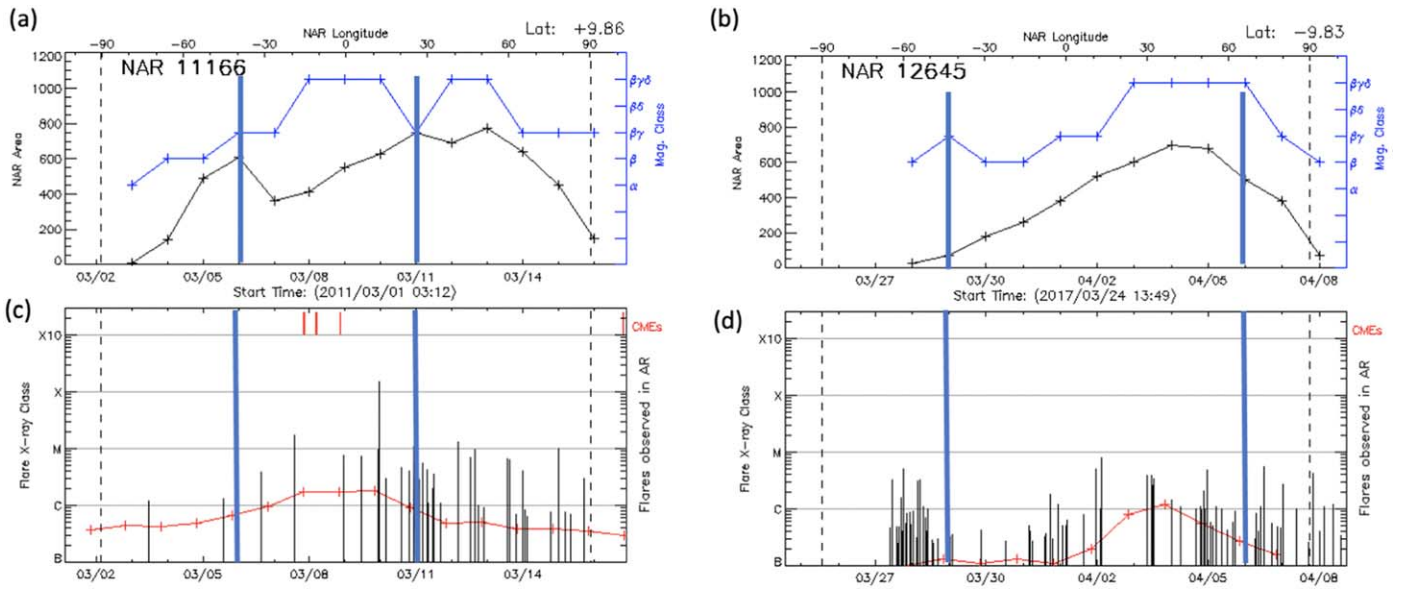 (a)
NAR Longitude
Lat: +9.86
−90 −60 −30 0 30 60 90
NAR 11166
1200
1000
800
600
400
200
0
NAR Area
βγδ
βδ
βγ
β
α
Mag. Class
03/02 03/05 03/08 03/11 03/14
Start Time: (2011/03/01 03:12)
(b)
NAR Longitude
Lat: −9.83
−90 −60 −30 0 30 60 90
NAR 12645
1200
1000
800
600
400
200
0
NAR Area
βγδ
βδ
βγ
β
α
Mag. Class
03/27 03/30 04/02 04/05 04/08
Start Time: (2017/03/24 13:49)
(c)
CMEs
X10
X
M
C
B
Flare X−ray Class
Flares observed in AR
03/02 03/05 03/08 03/11 03/14
(d)
CMEs
X10
X
M
C
B
Flare X−ray Class
Flares observed in AR
03/27 03/30 04/02 04/05 04/08